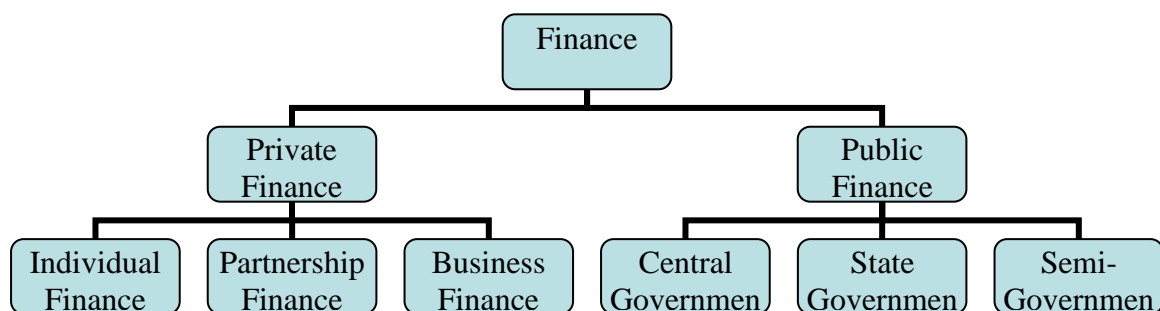 Finance
Private
Finance
Public
Finance
Individual
Finance
Partnership
Finance
Business
Finance
Central
Governmen
State
Governmen
Semi-
Governmen